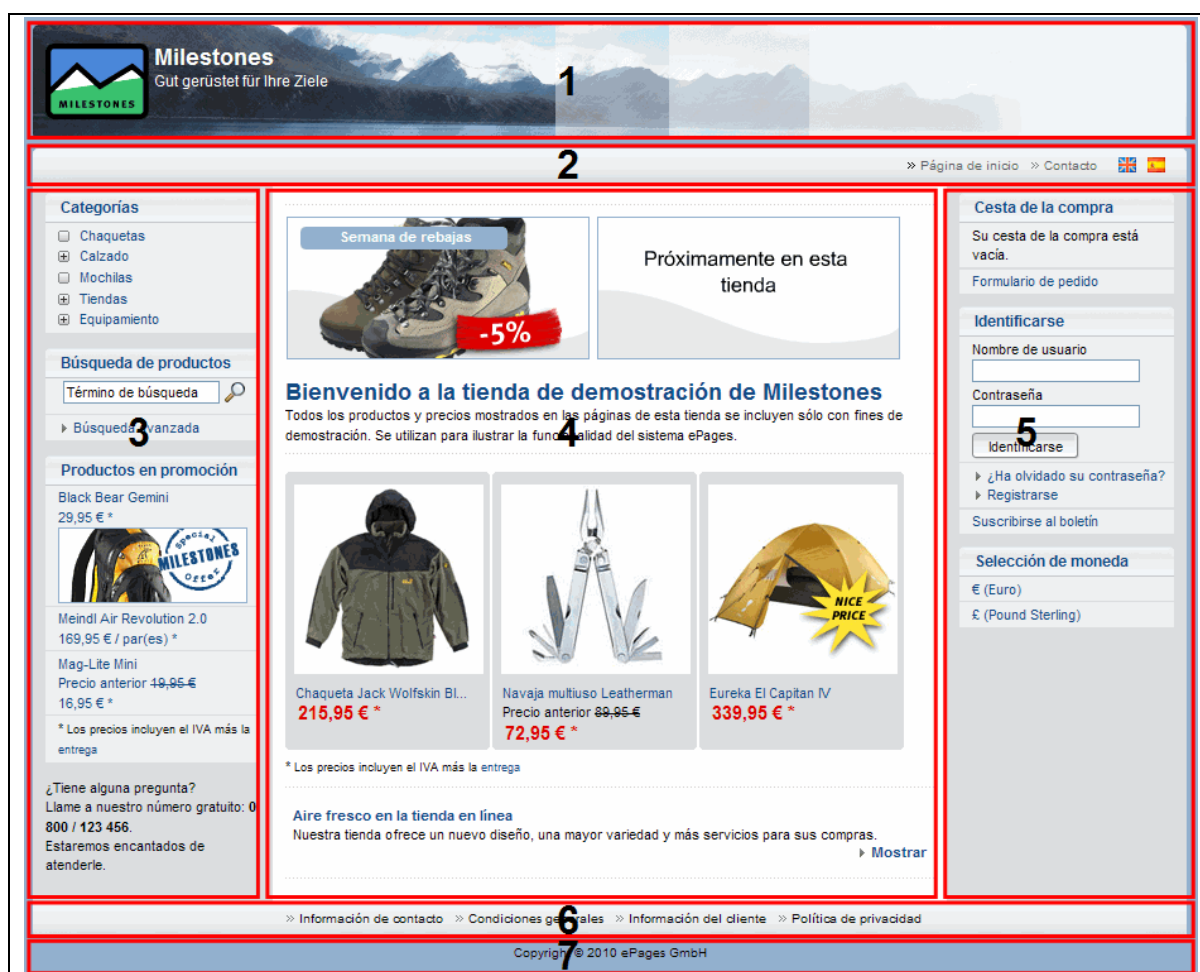 Milestones
Gut gerüstet für Ihre Ziele
MILESTONES
1
2
» Página de inicio » Contacto
Categorías
Chaquetas
Calzado
Mochilas
Tiendas
Equipamiento
Búsqueda de productos
Término de búsqueda
Búsqueda avanzada
3
Productos en promoción
Black Bear Gemini
29,95 € *
Special
MILESTONES
Offer
Meindl Air Revolution 2.0
169,95 € / par(es) *
Mag-Lite Mini
Precio anterior 19,95 €
16,95 € *
* Los precios incluyen el IVA más la
entrega
¿Tiene alguna pregunta?
Llame a nuestro número gratuito: 0
800 / 123 456.
Estaremos encantados de
atenderle.
Semana de rebajas
-5%
Próximamente en esta
tienda
Bienvenido a la tienda de demostración de Milestones
Todos los productos y precios mostrados en las páginas de esta tienda se incluyen sólo con fines de
demostración. Se utilizan para ilustrar la funcionalidad del sistema ePages.
4
NICE
PRICE
Chaqueta Jack Wolfskin Bl...
215,95 € *
Navaja multiuso Leatherman
Precio anterior 89,95 €
72,95 € *
Eureka El Capitan IV
339,95 € *
* Los precios incluyen el IVA más la entrega
Aire fresco en la tienda en línea
Nuestra tienda ofrece un nuevo diseño, una mayor variedad y más servicios para sus compras.
Mostrar
Cesta de la compra
Su cesta de la compra está
vacía.
Formulario de pedido
Identificarse
Nombre de usuario
Contraseña
5
Identificarse
¿Ha olvidado su contraseña?
Registrarse
Suscribirse al boletín
Selección de moneda
€ (Euro)
£ (Pound Sterling)
» Información de contacto » Condiciones generales » Información del cliente » Política de privacidad
6
Copyright © 2010 ePages GmbH
7